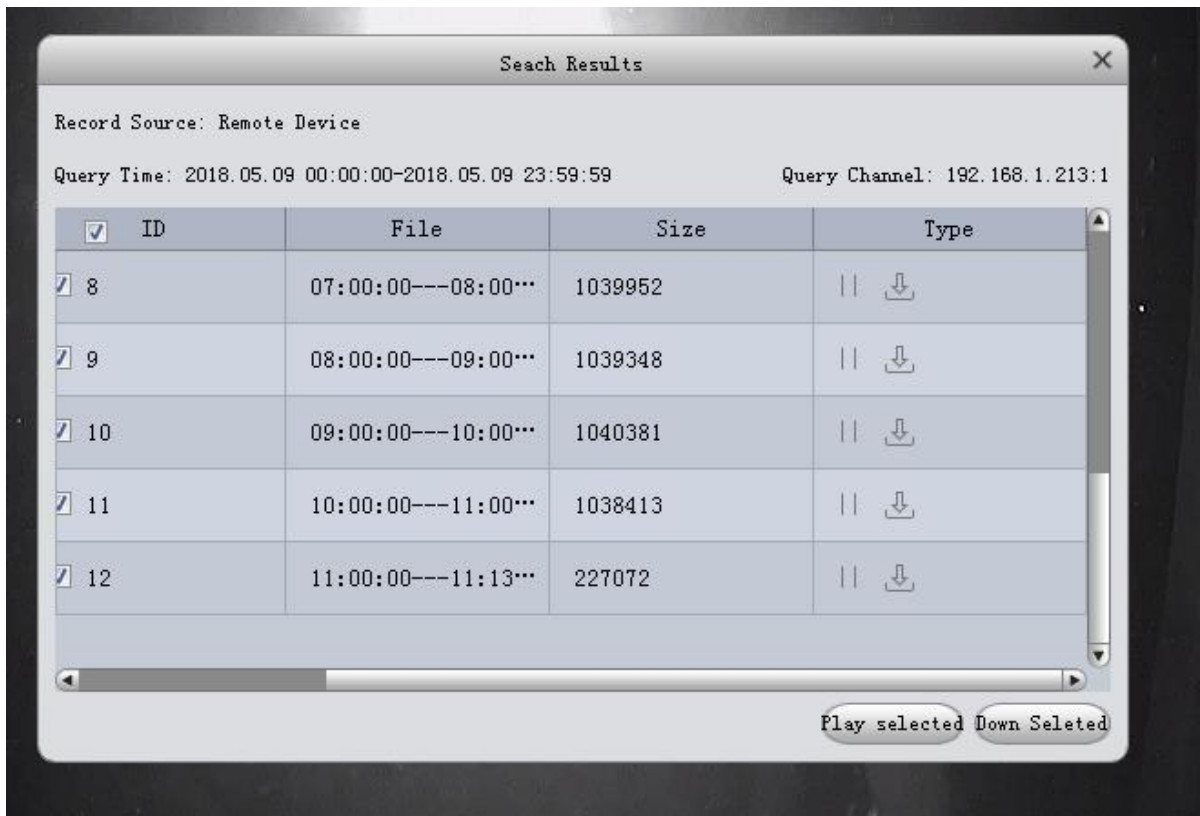 Seach Results
Record Source: Remote Device
Query Time: 2018.05.09 00:00:00-2018.05.09 23:59:59 Query Channel: 192.168.1.213:1
ID File Size Type
8 07:00:00---08:00··· 1039952
9 08:00:00---09:00··· 1039348
10 09:00:00---10:00··· 1040381
11 10:00:00---11:00··· 1038413
12 11:00:00---11:13··· 227072
Play selected Down Seleted